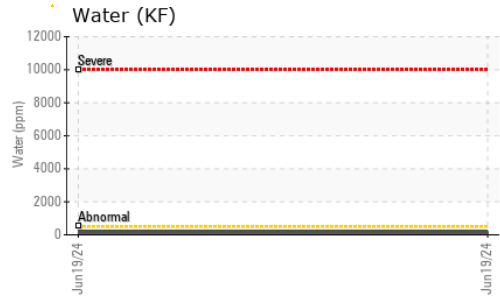 Water (KF)
12000
Severe
10000
8000
6000
4000
2000
Abnormal
0
Water (ppm)
Jun19/24
Jun19/24